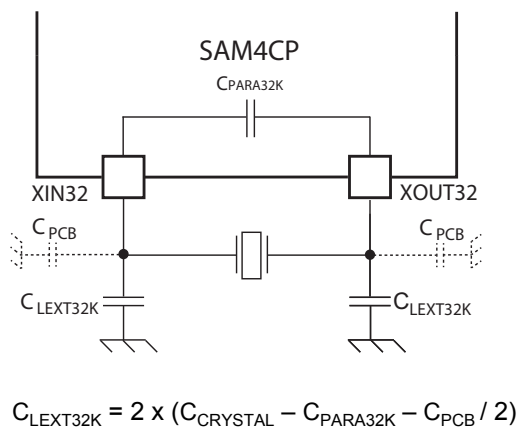 SAM4CP
CPARA32K
XIN32
XOUT32
CPCB
CPCB
CLEXT32K
CLEXT32K
CLEXT32K = 2 x (CCRYSTAL – CPARA32K – CPCB / 2)